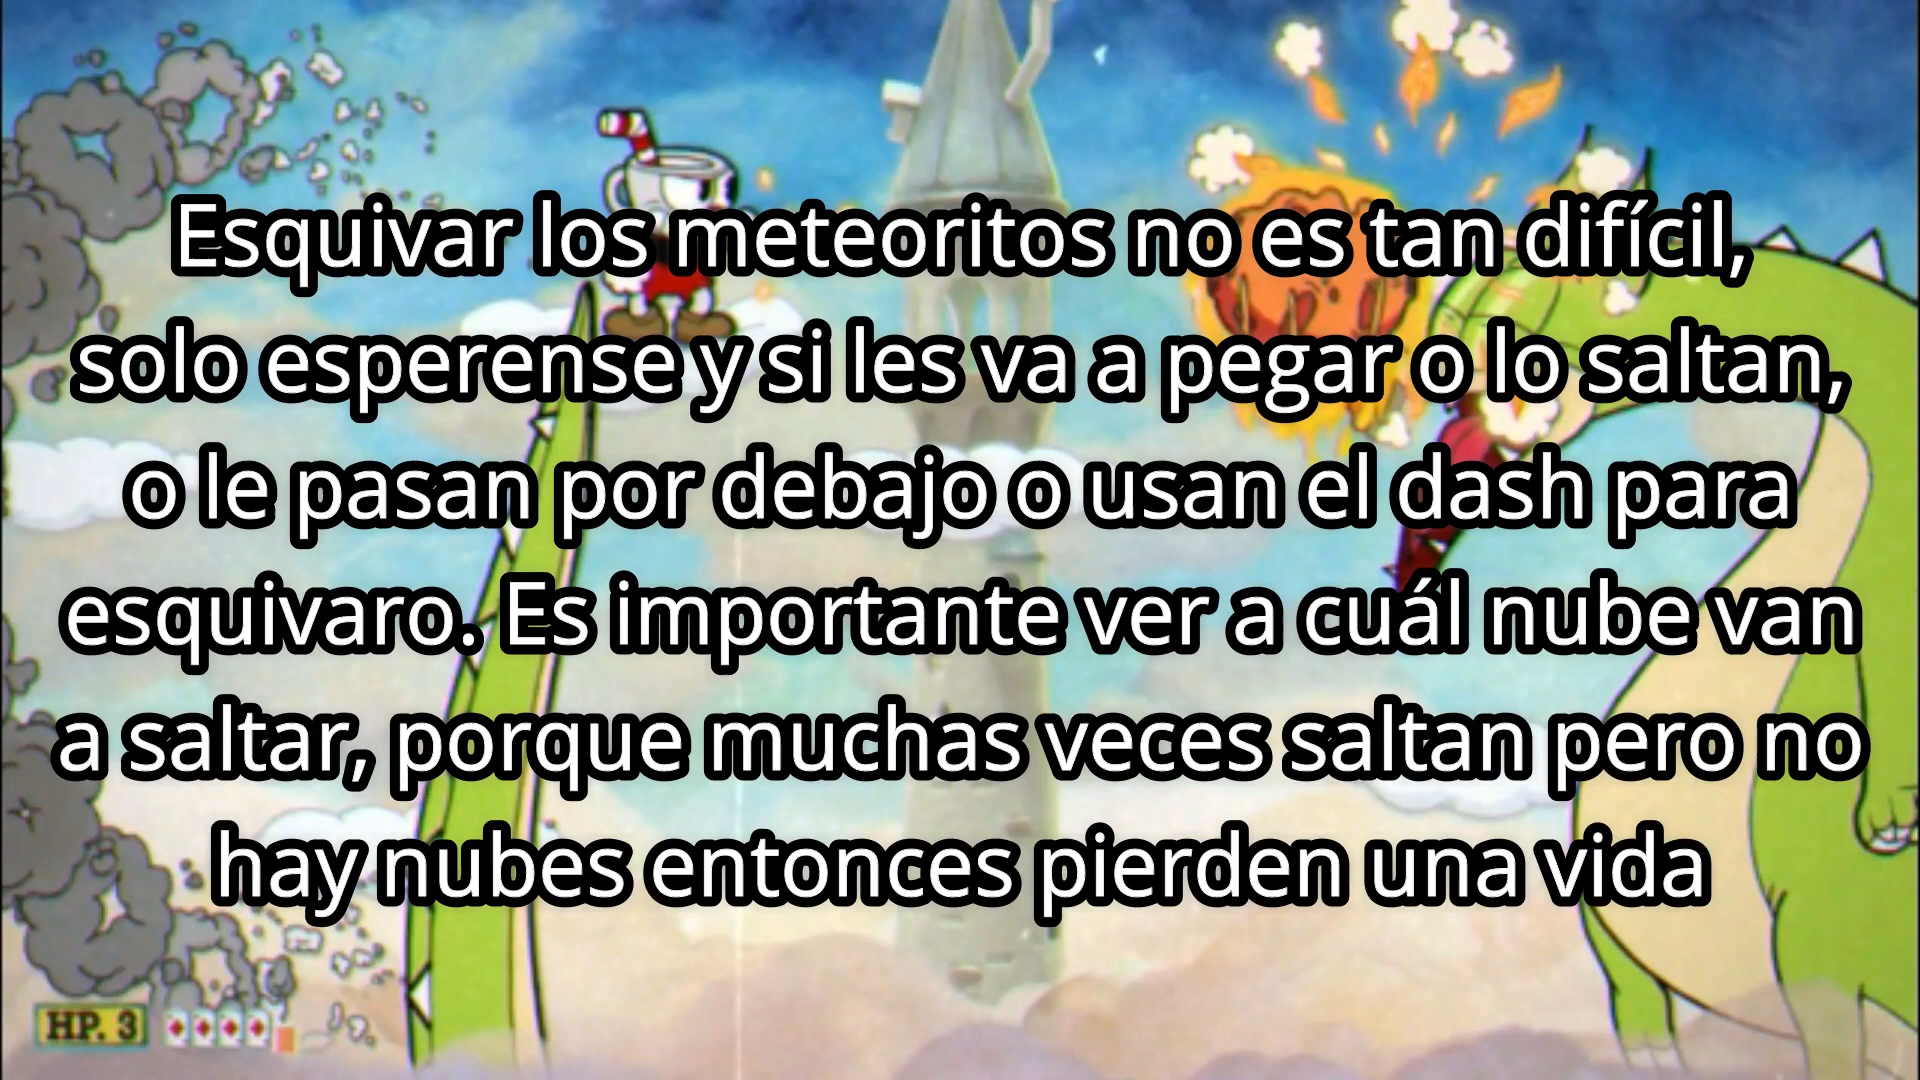 Esquivar los meteoritos no es tan difícil,
solo esperense y si les va a pegar o lo saltan,
o le pasan por debajo o usan el dash para
esquivaro. Es importante ver a cuál nube van
a saltar, porque muchas veces saltan pero no
hay nubes entonces pierden una vida
HP. 3